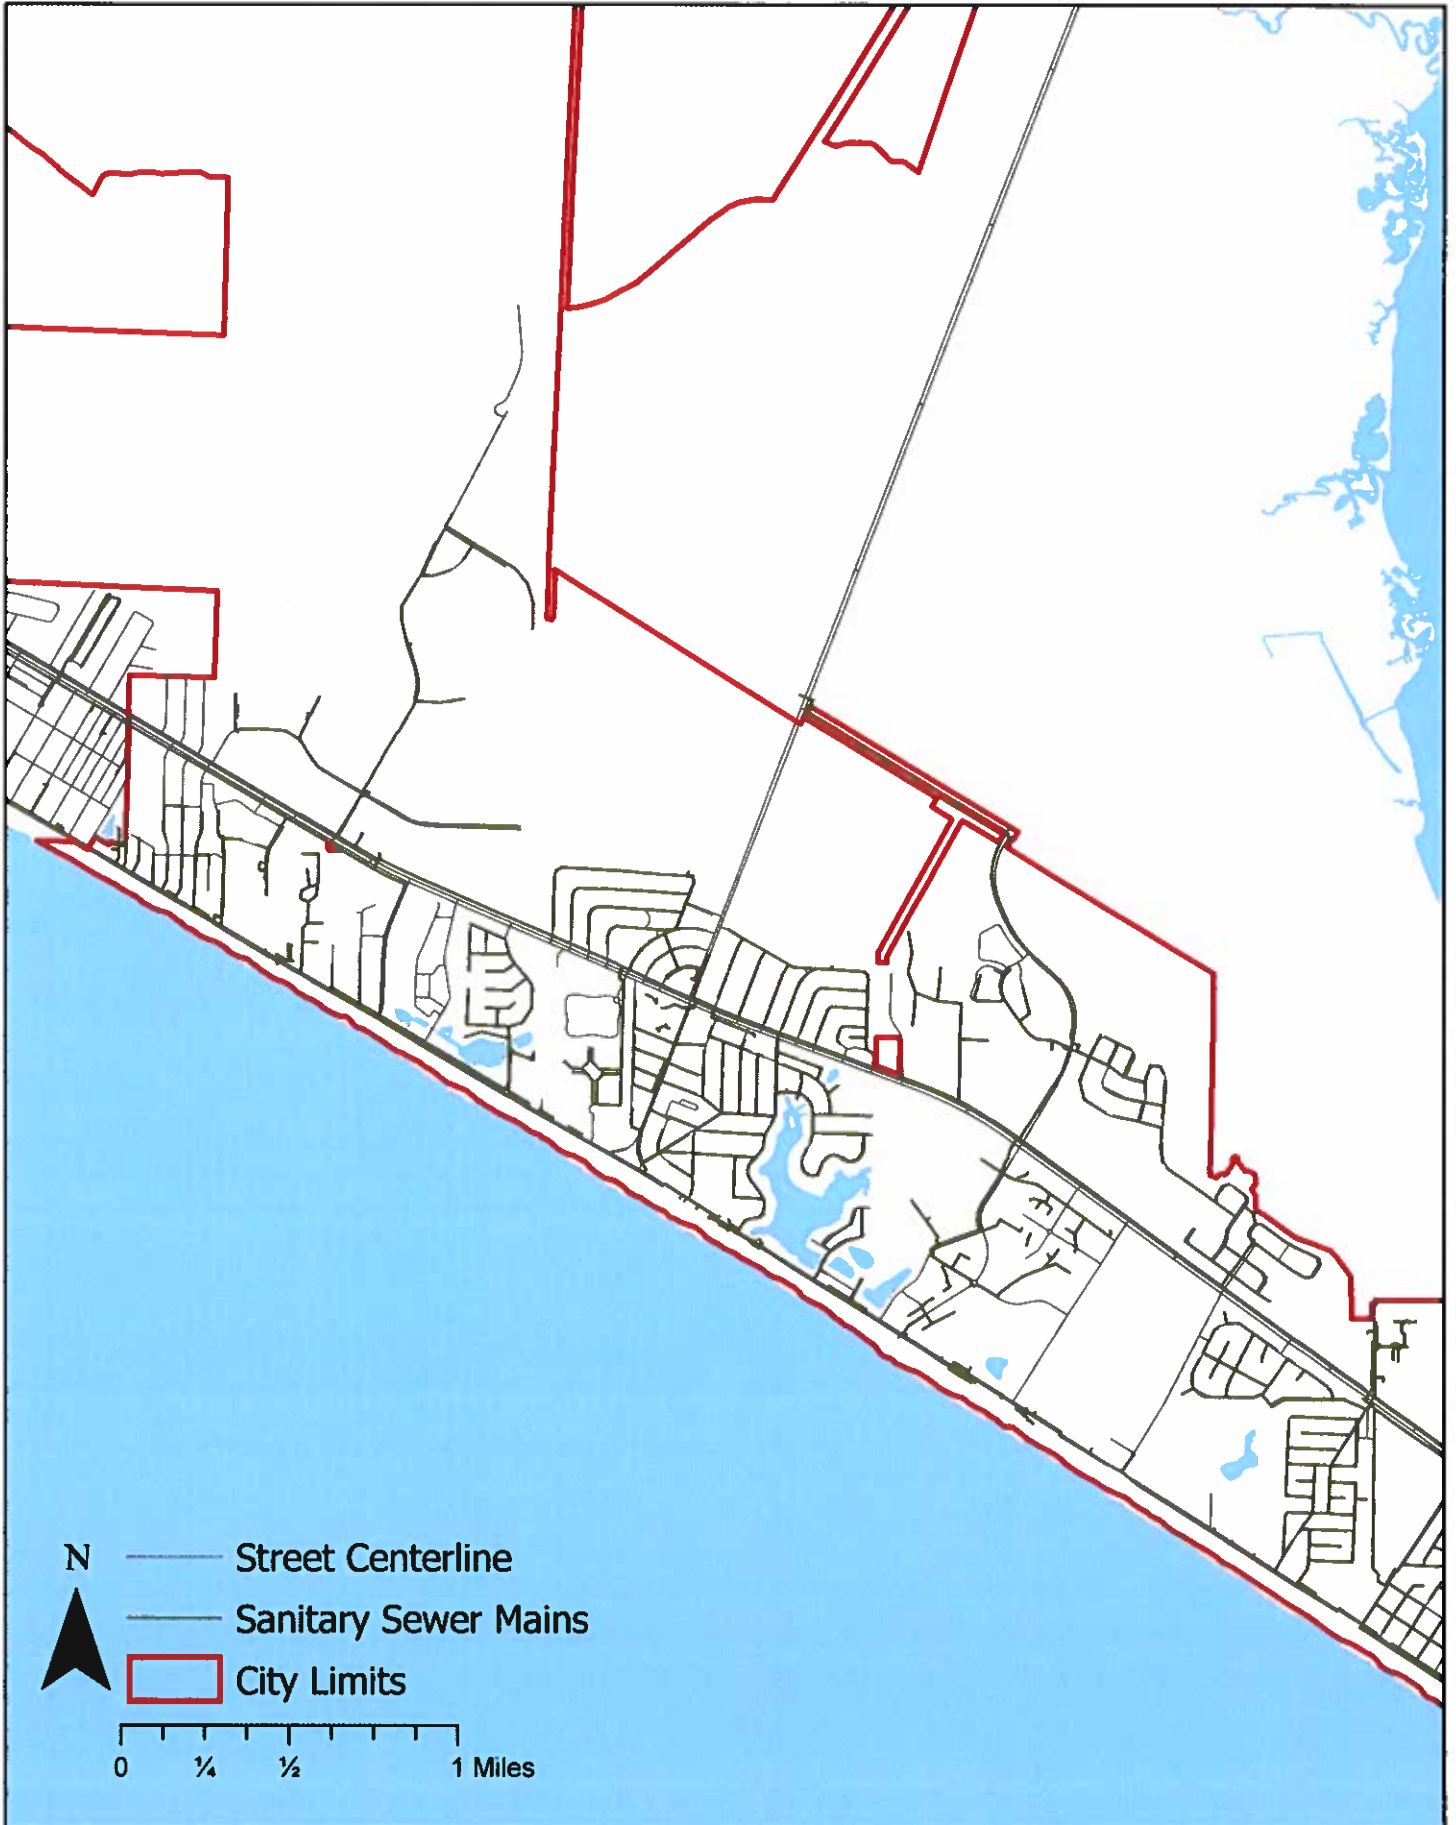 N
Street Centerline
Sanitary Sewer Mains
City Limits
0 ¼ ½ 1 Miles